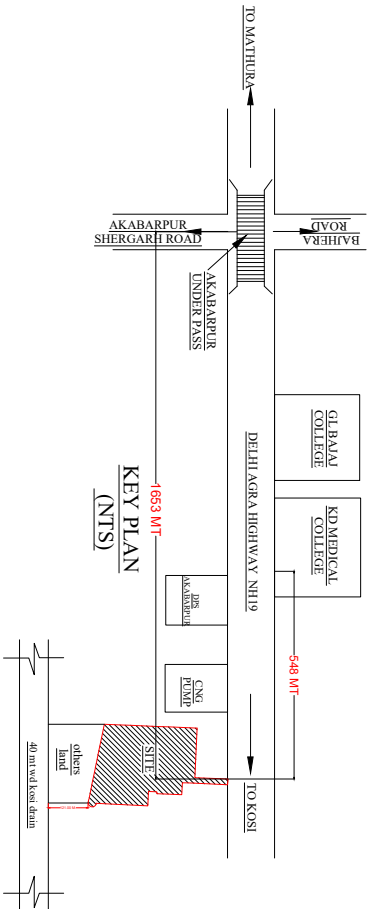 TO MATHURA
AKABARPUR
SHERGARH ROAD
BAJHERA
ROAD
AKABARPUR
UNDER PASS
GL BAJAJ
COLLEGE
KD MEDICAL
COLLEGE
DELHI AGRA HIGHWAY NH19
KEY PLAN
(NTS)
1653 MT
548 MT
DPS
AKABARPUR
CNG
PUMP
TO KOSI
SITE
others
land
40 mt wd kosi drain